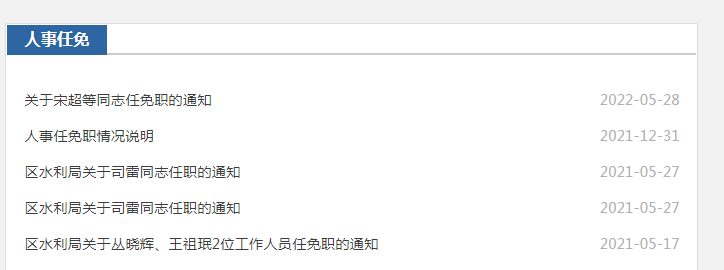 人事任免
关于宋超等同志任免职的通知 2022-05-28
人事任免职情况说明 2021-12-31
区水利局关于司雷同志任职的通知 2021-05-27
区水利局关于司雷同志任职的通知 2021-05-27
区水利局关于丛晓辉、王祖珉2位工作人员任免职的通知 2021-05-17